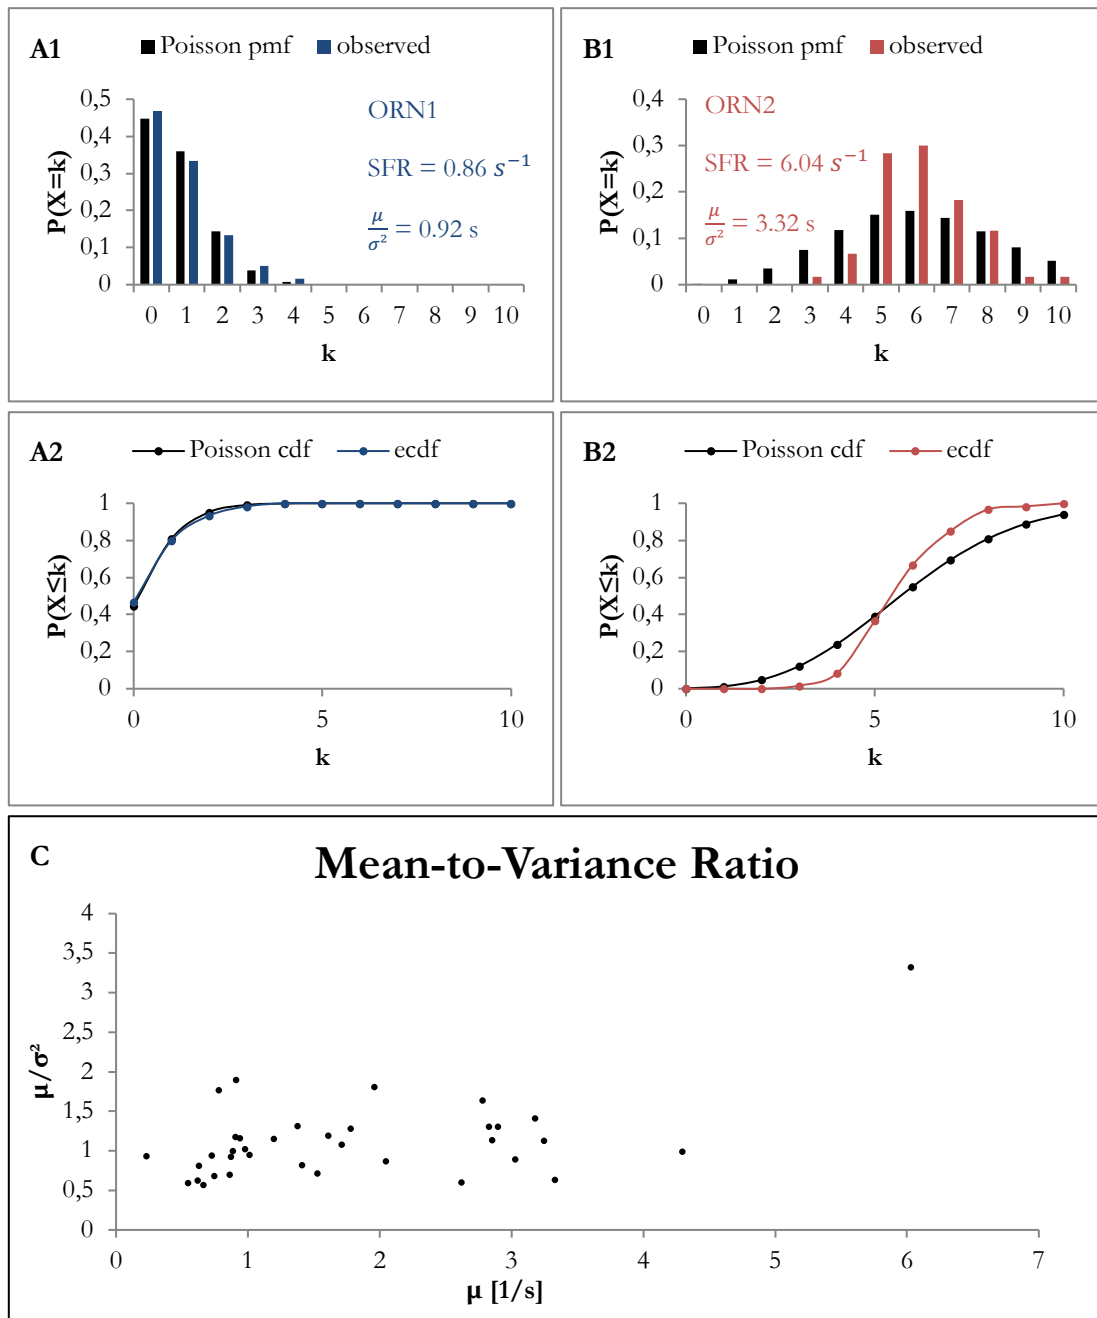 A1
Poisson pmf observed
0,5
0,4
0,3
0,2
0,1
0
P(X=k)
ORN1
SFR = 0.86 s⁻¹
μ/σ² = 0.92 s
0 1 2 3 4 5 6 7 8 9 10
k
B1
Poisson pmf observed
0,4
0,3
0,2
0,1
0
P(X=k)
ORN2
SFR = 6.04 s⁻¹
μ/σ² = 3.32 s
0 1 2 3 4 5 6 7 8 9 10
k
A2
Poisson cdf ecdf
1
0,8
0,6
0,4
0,2
0
P(X≤k)
0 5 10
k
B2
Poisson cdf ecdf
1
0,8
0,6
0,4
0,2
0
P(X≤k)
0 5 10
k
C
Mean-to-Variance Ratio
4
3,5
3
2,5
2
1,5
1
0,5
0
μ/σ²
0 1 2 3 4 5 6 7
μ [1/s]